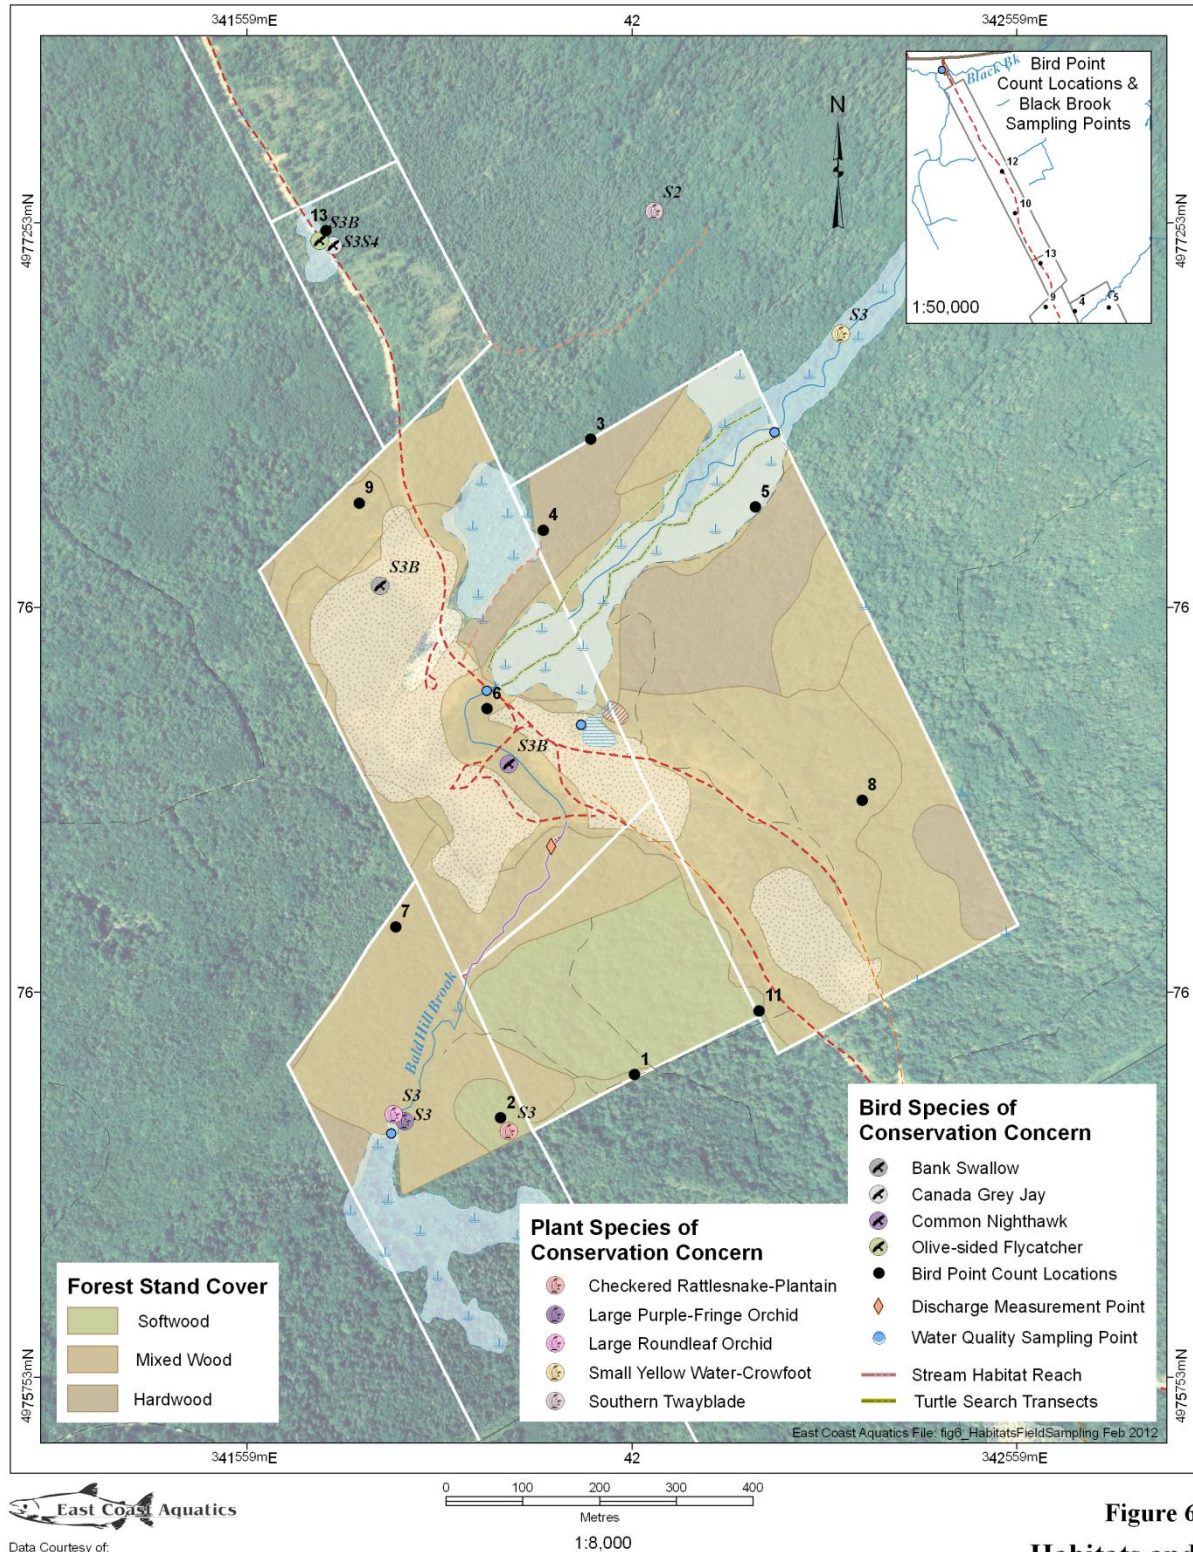 341559mE
42
342559mE
4977253mN
76
76
4975753mN
4977253mN
76
76
4975753mN
N
Bird Point
Count Locations &
Black Brook
Sampling Points
Black Bk
12
10
13
9
4
5
1:50,000
S2
13
S3B
S3S4
S3
3
9
4
5
S3B
6
S3B
8
7
Bald Hill Brook
11
1
S3
S3
2
S3
Forest Stand Cover
Softwood
Mixed Wood
Hardwood
Plant Species of
Conservation Concern
Checkered Rattlesnake-Plantain
Large Purple-Fringe Orchid
Large Roundleaf Orchid
Small Yellow Water-Crowfoot
Southern Twayblade
Bird Species of
Conservation Concern
Bank Swallow
Canada Grey Jay
Common Nighthawk
Olive-sided Flycatcher
Bird Point Count Locations
Discharge Measurement Point
Water Quality Sampling Point
Stream Habitat Reach
Turtle Search Transects
East Coast Aquatics File: fig6_HabitatsFieldSampling Feb 2012
341559mE
42
342559mE
East Coast Aquatics
Data Courtesy of:
0 100 200 300 400
Metres
1:8,000
Figure 6
Habitats and